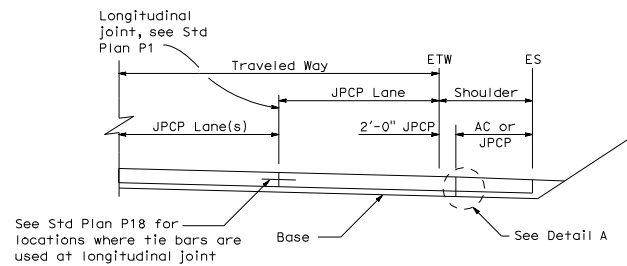 Longitudinal
joint, see Std
Plan P1
ETW
ES
Traveled Way
JPCP Lane
Shoulder
JPCP Lane(s)
2'-0" JPCP
AC or
JPCP
See Std Plan P18 for
locations where tie bars are
used at longitudinal joint
Base
See Detail A